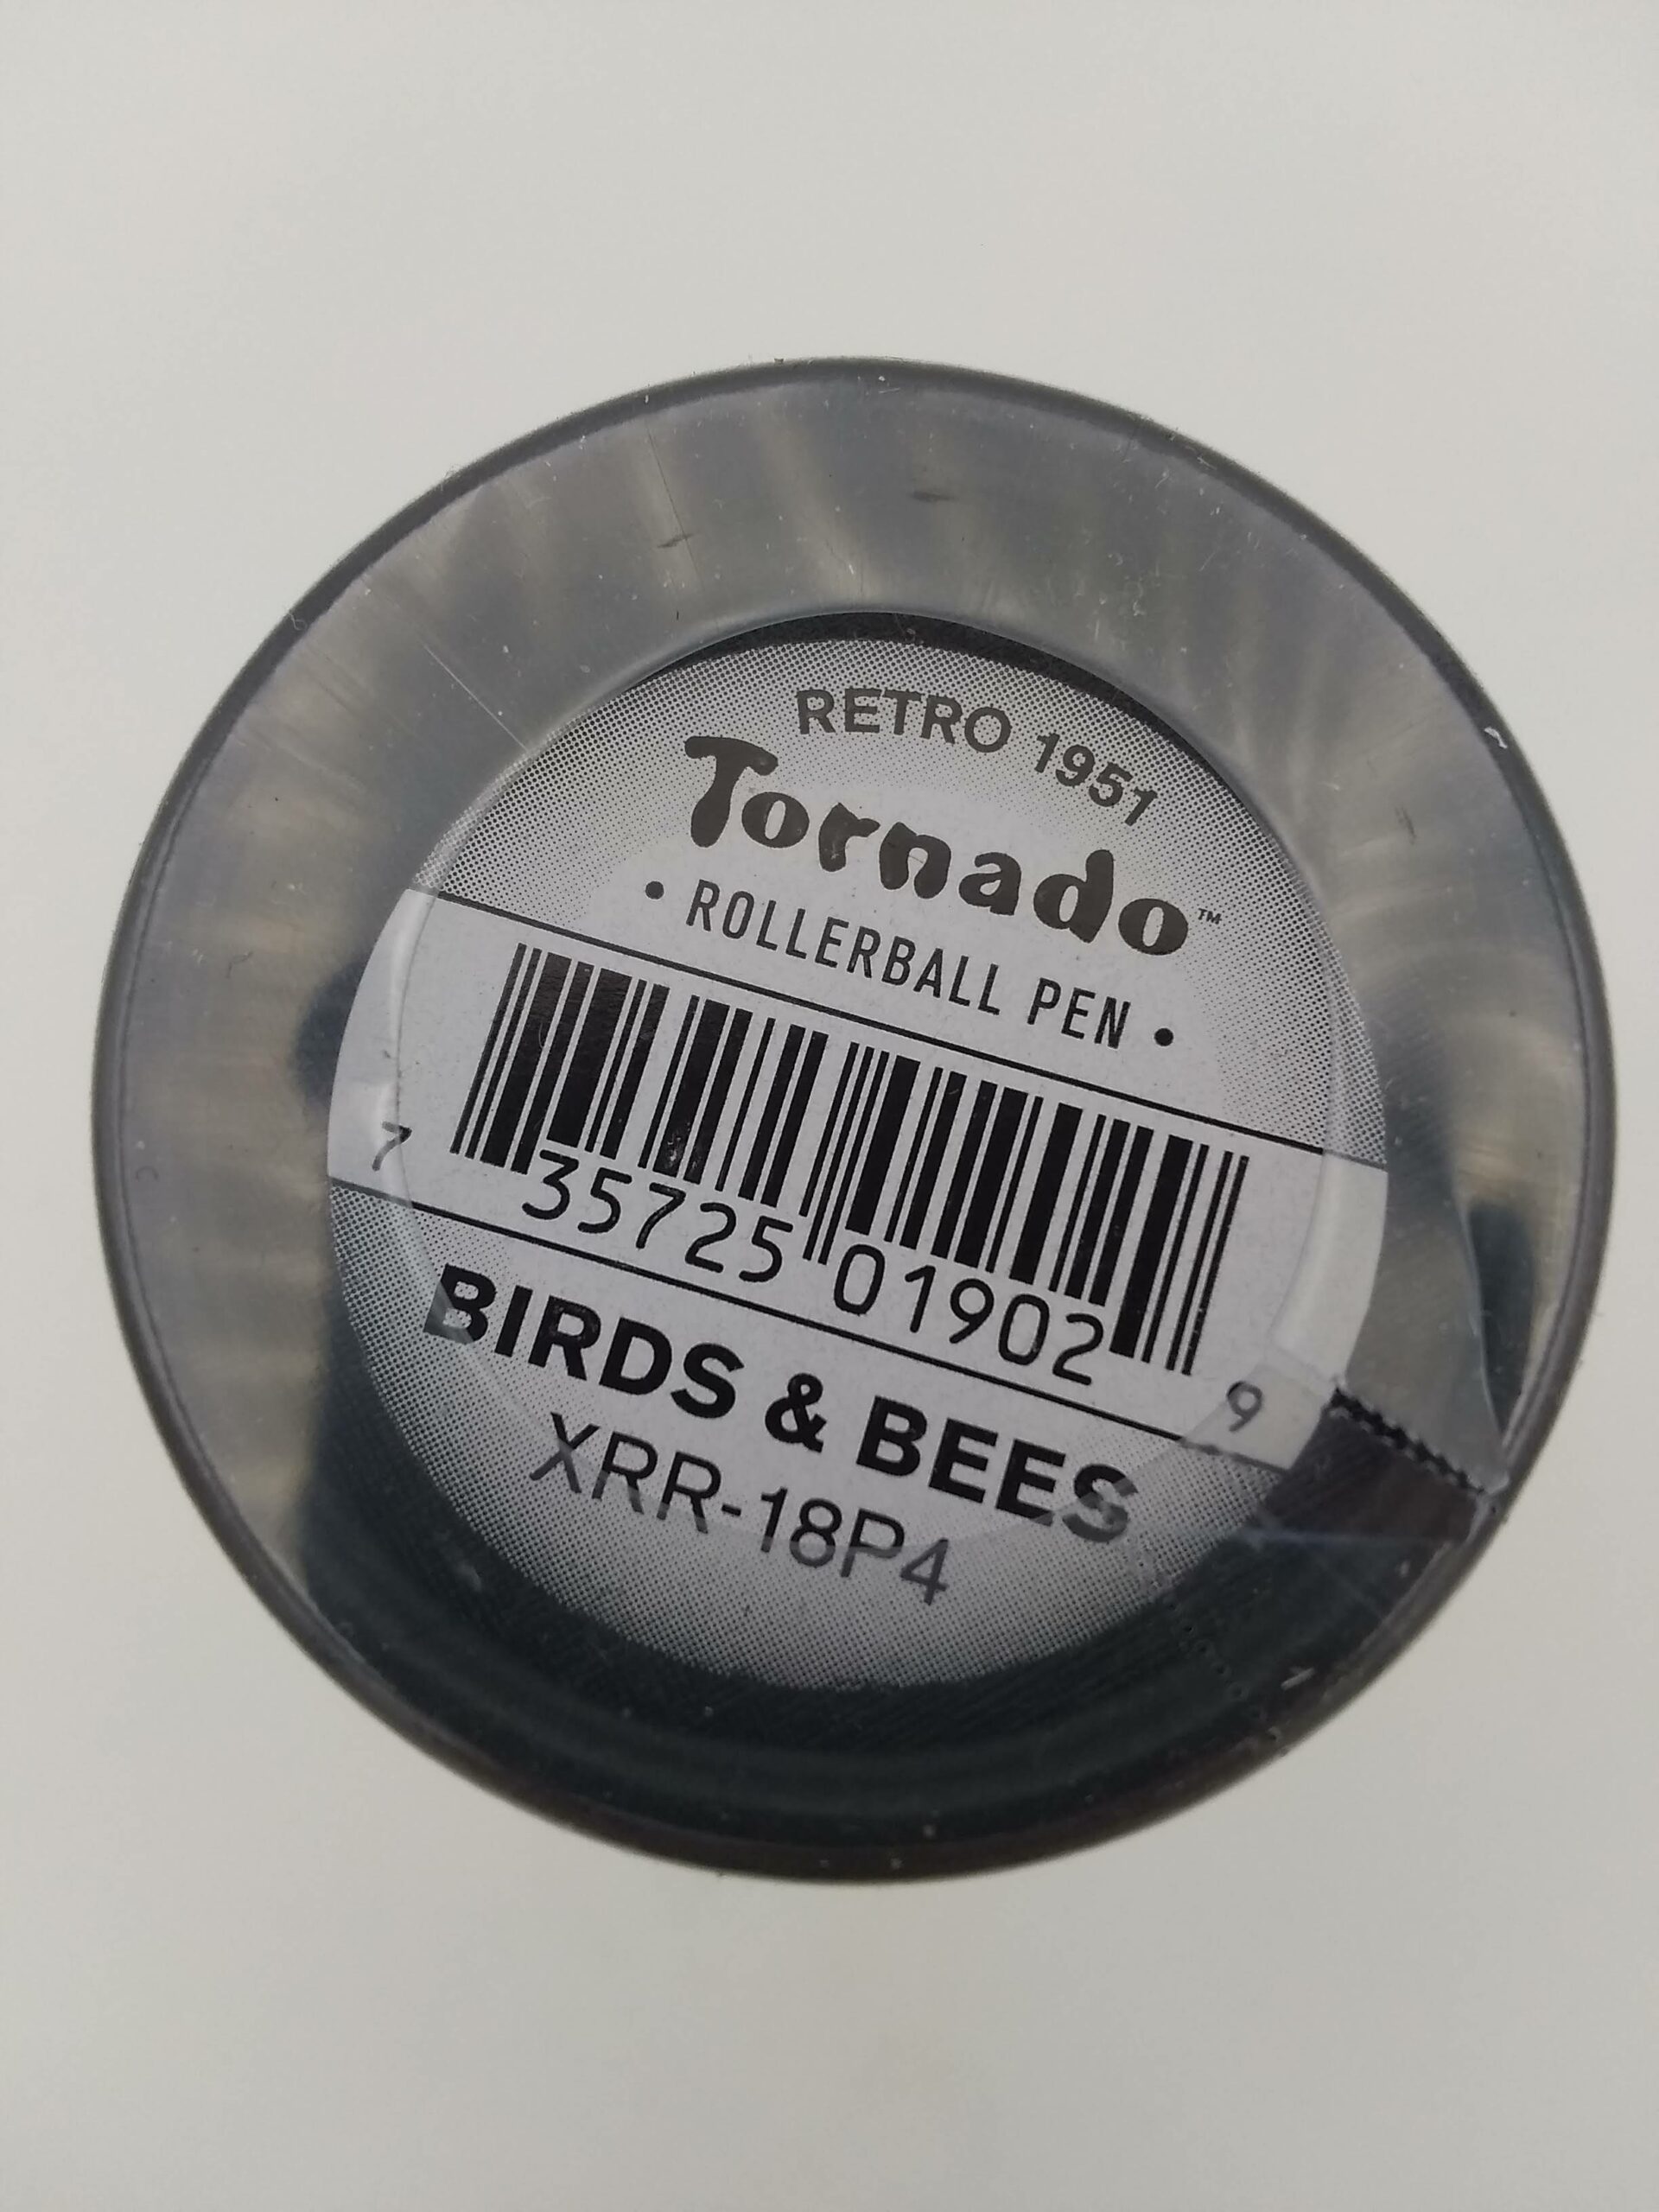 RETRO 1951
Tornado™
• ROLLERBALL PEN •
7 35725 01902 9
BIRDS & BEES
XRR-18P4